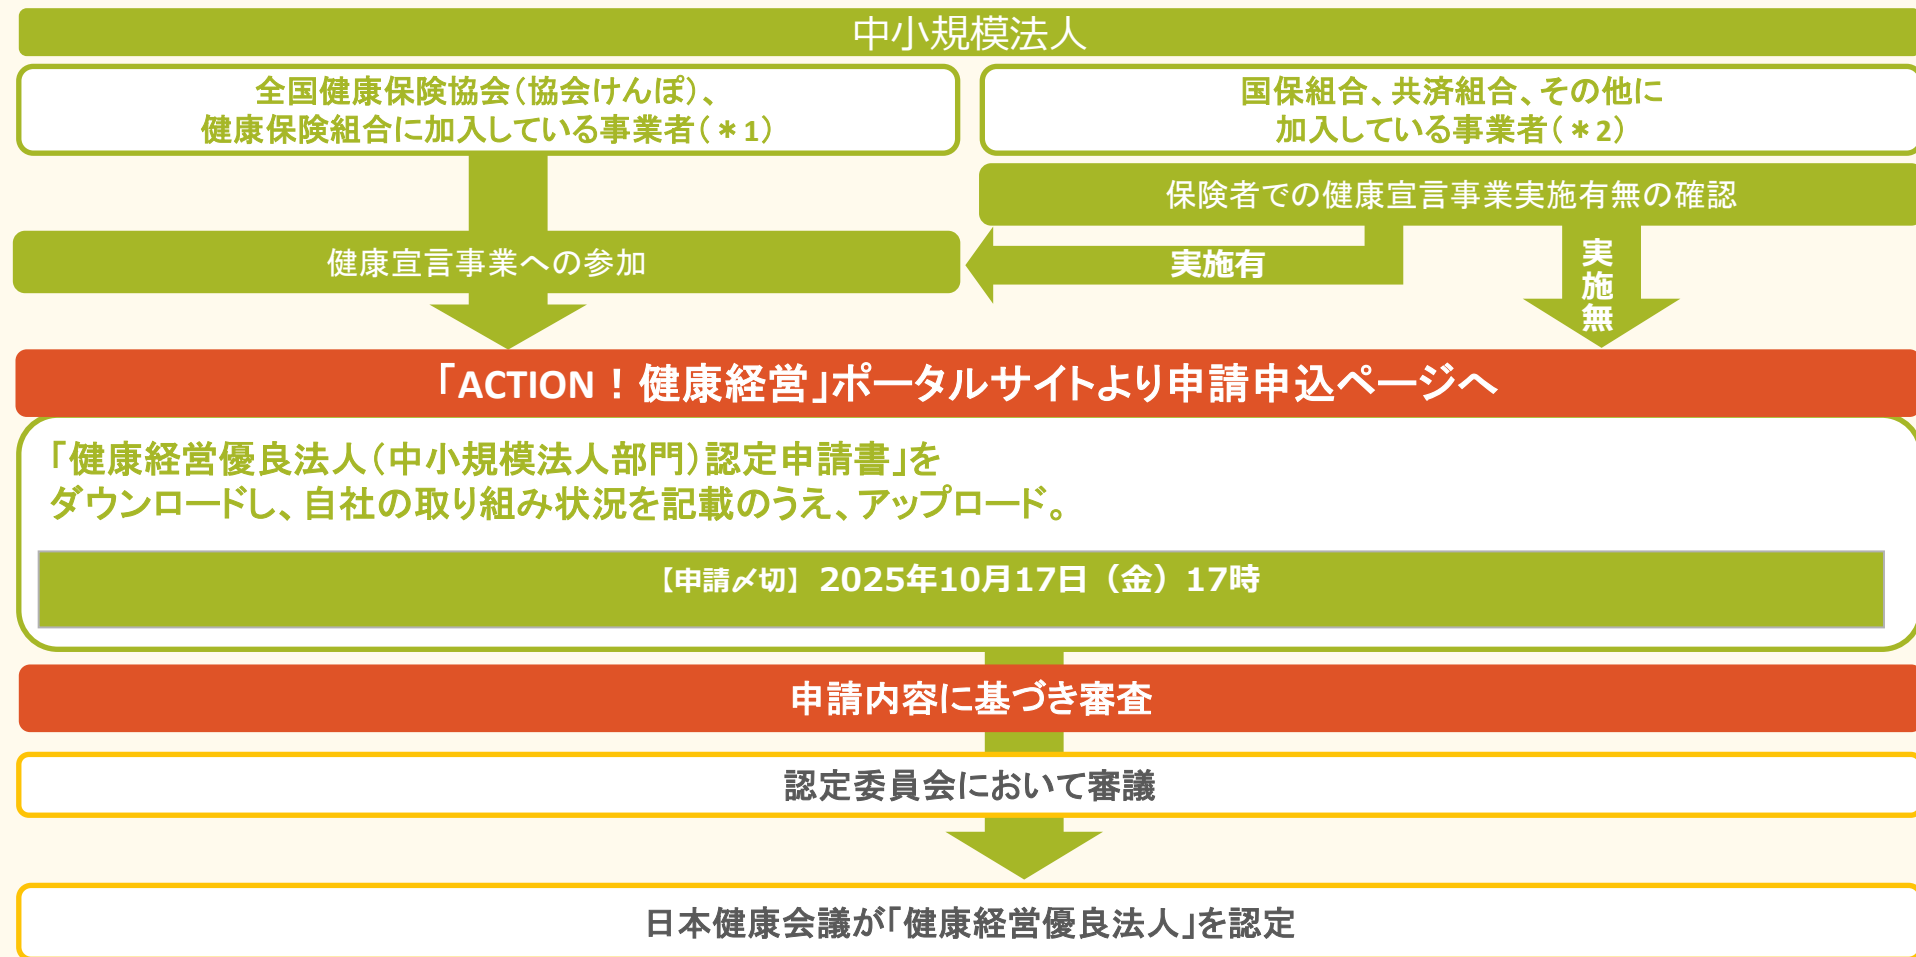 中小規模法人
全国健康保険協会（協会けんぽ）、
健康保険組合に加入している事業者（＊1）
国保組合、共済組合、その他に
加入している事業者（＊2）
保険者での健康宣言事業実施有無の確認
健康宣言事業への参加
実施有
実施無
「ACTION！健康経営」ポータルサイトより申請申込ページへ
「健康経営優良法人（中小規模法人部門）認定申請書」を
ダウンロードし、自社の取り組み状況を記載のうえ、アップロード。
【申請〆切】2025年10月17日（金）17時
申請内容に基づき審査
認定委員会において審議
日本健康会議が「健康経営優良法人」を認定